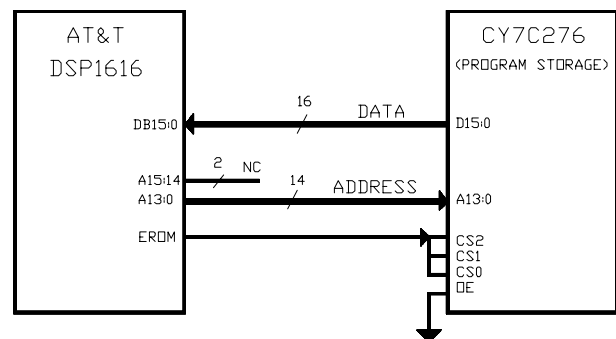 AT&T
DSP1616
CY7C276
(PROGRAM STORAGE)
16
DATA
DB15:0
D15:0
2
NC
A15:14
14
ADDRESS
A13:0
A13:0
EROM
CS2
CS1
CS0
OE